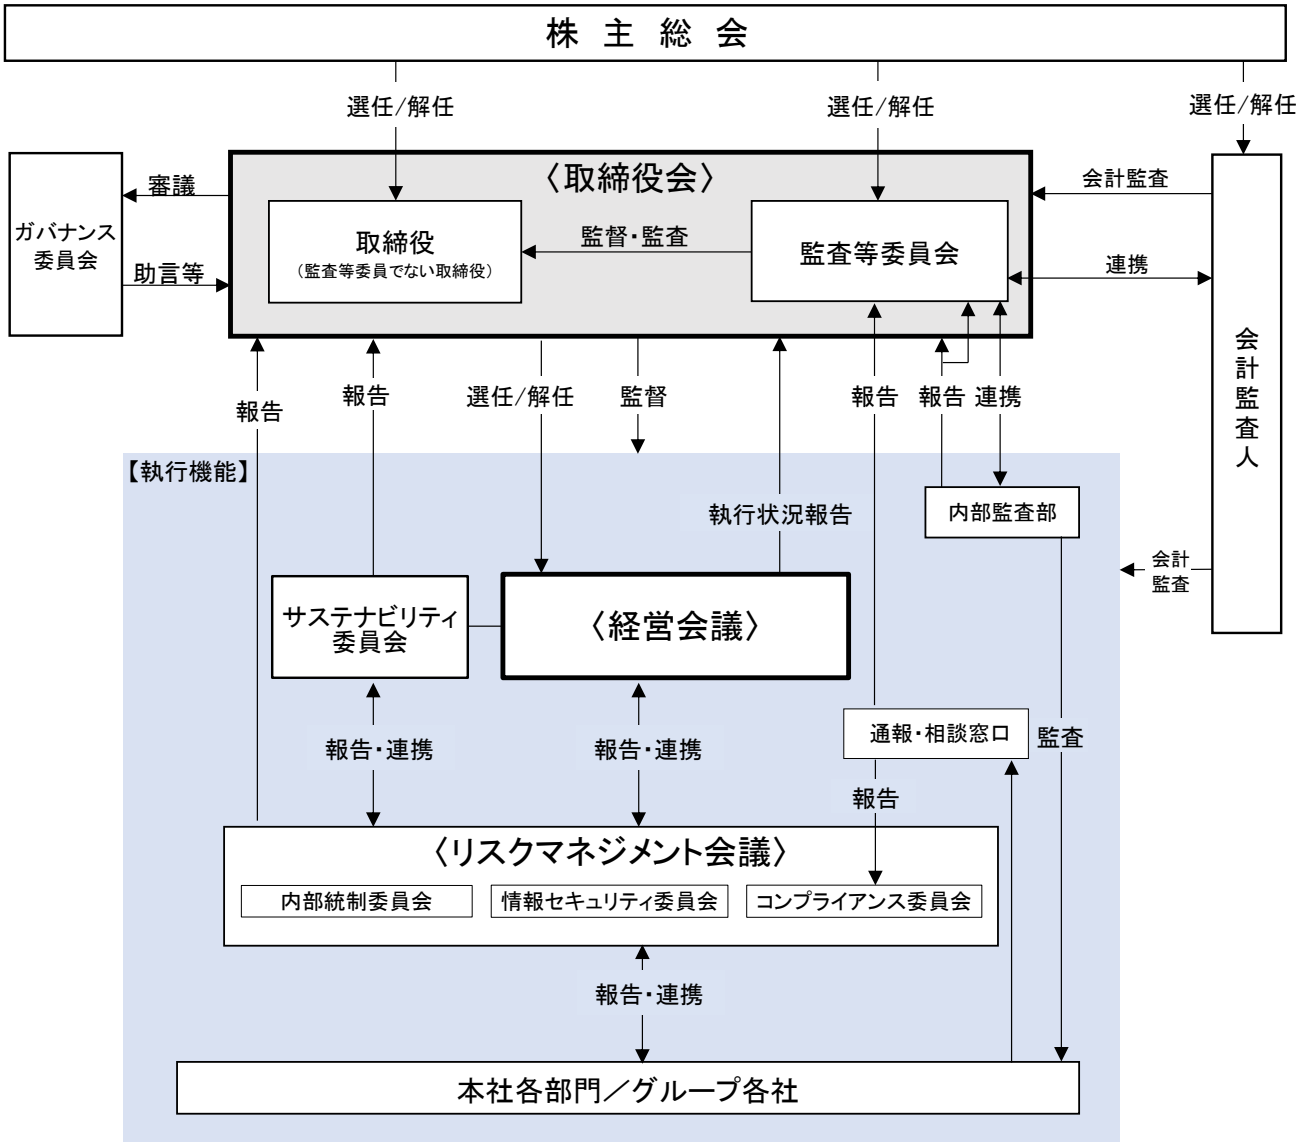 株主総会
選任/解任
選任/解任
選任/解任
〈取締役会〉
審議
ガバナンス
委員会
助言等
取締役
（監査等委員でない取締役）
監督・監査
監査等委員会
会計監査
連携
会計監査人
報告
報告
選任/解任
監督
報告
報告
連携
【執行機能】
執行状況報告
内部監査部
会計
監査
サステナビリティ
委員会
〈経営会議〉
報告・連携
報告・連携
通報・相談窓口
監査
報告
〈リスクマネジメント会議〉
内部統制委員会
情報セキュリティ委員会
コンプライアンス委員会
報告・連携
本社各部門／グループ各社